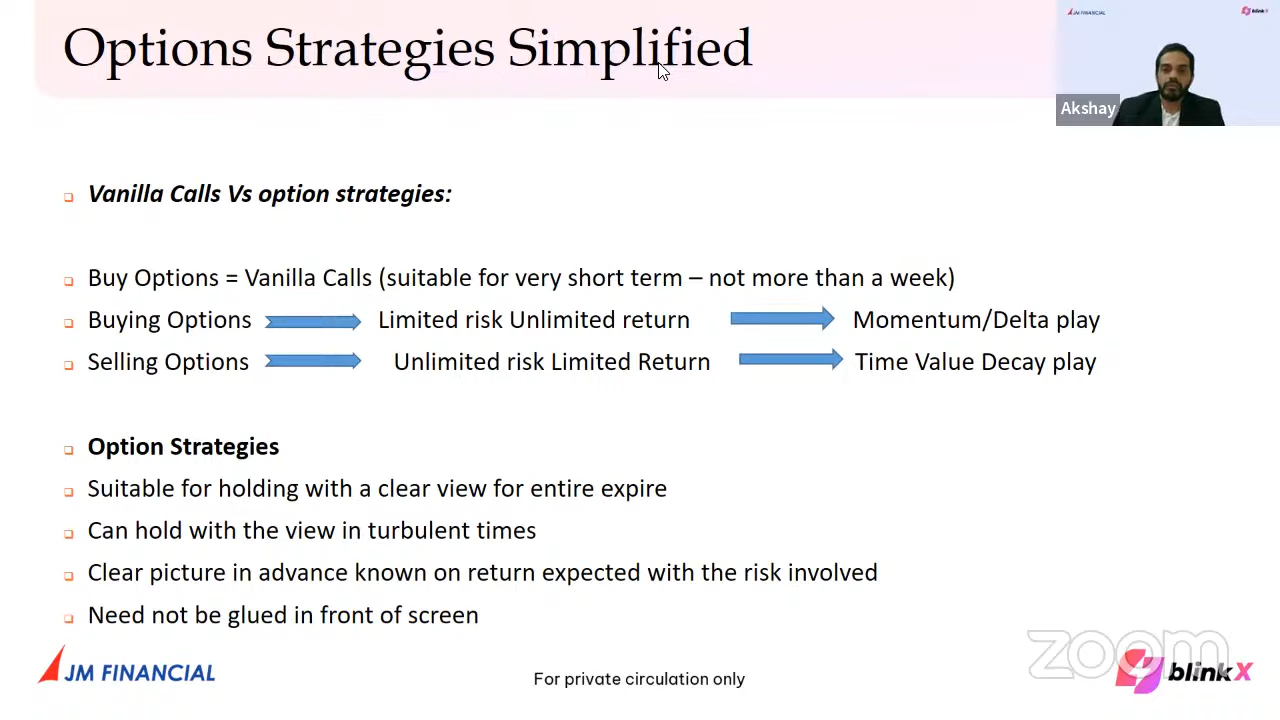 Options Strategies Simplified
JM FINANCIAL
blinkX
Akshay
Vanilla Calls Vs option strategies:
Buy Options = Vanilla Calls (suitable for very short term – not more than a week)
Buying Options Limited risk Unlimited return Momentum/Delta play
Selling Options Unlimited risk Limited Return Time Value Decay play
Option Strategies
Suitable for holding with a clear view for entire expire
Can hold with the view in turbulent times
Clear picture in advance known on return expected with the risk involved
Need not be glued in front of screen
JM FINANCIAL
For private circulation only
zoom
blinkX